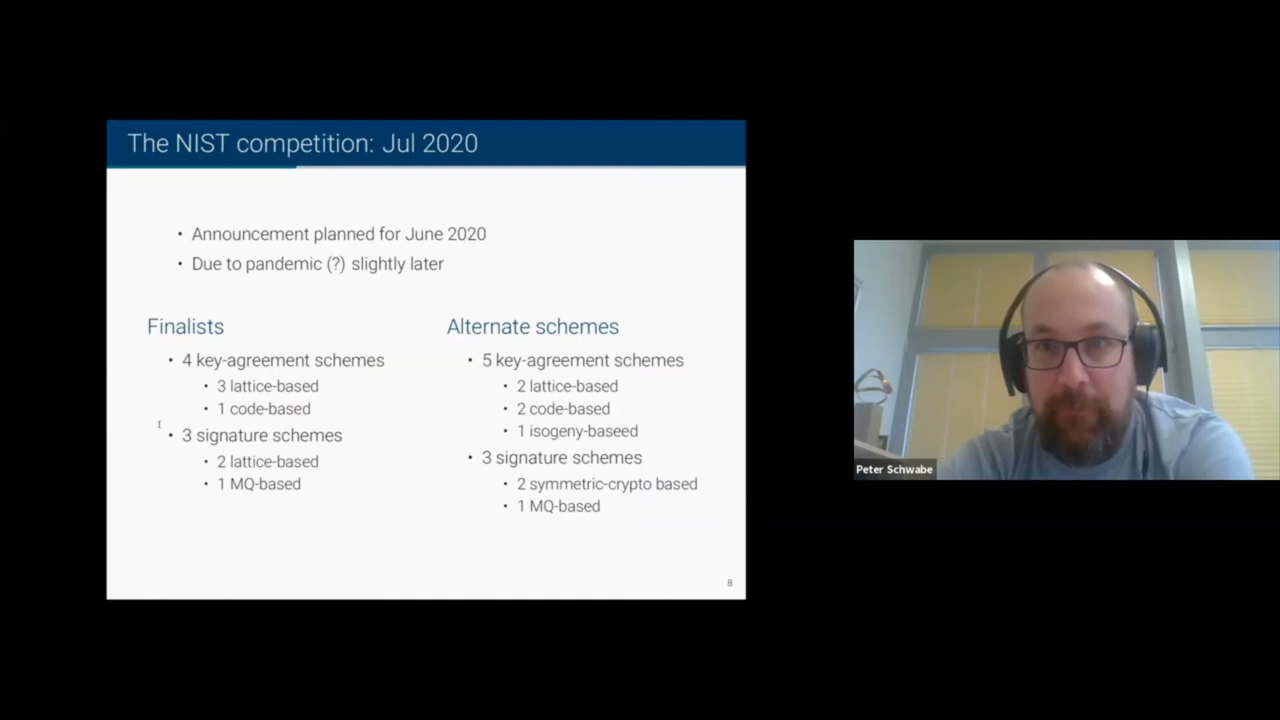 The NIST competition: Jul 2020
• Announcement planned for June 2020
• Due to pandemic (?) slightly later
Finalists
• 4 key-agreement schemes
• 3 lattice-based
• 1 code-based
• 3 signature schemes
• 2 lattice-based
• 1 MQ-based
Alternate schemes
• 5 key-agreement schemes
• 2 lattice-based
• 2 code-based
• 1 isogeny-baseed
• 3 signature schemes
• 2 symmetric-crypto based
• 1 MQ-based
8
Peter Schwabe